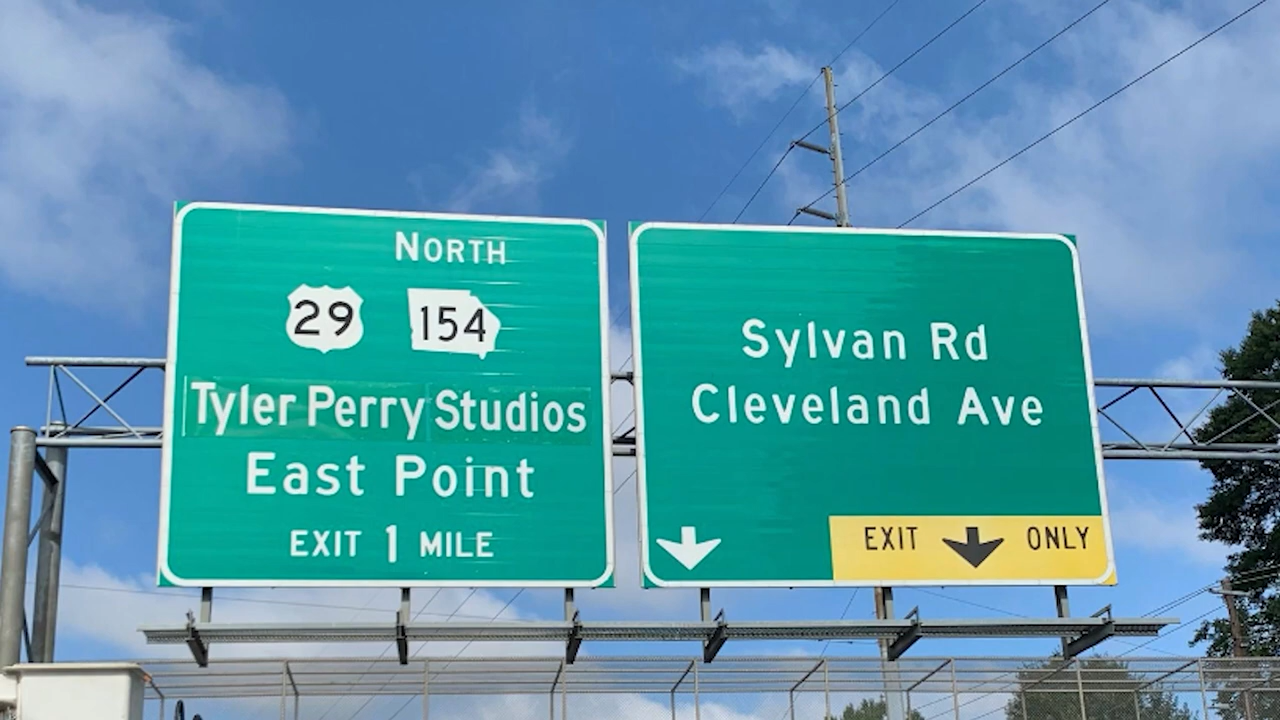 NORTH
29 154
Tyler Perry Studios
East Point
EXIT 1 MILE
Sylvan Rd
Cleveland Ave
EXIT ONLY